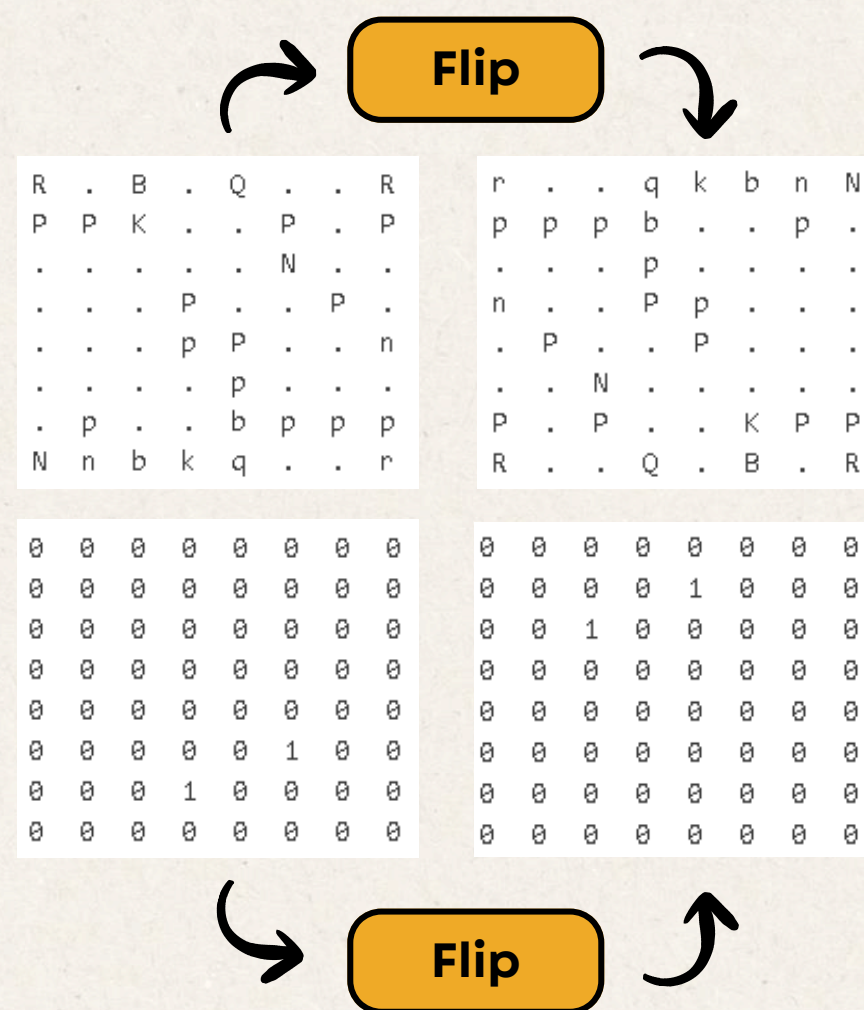 Flip
R . B . Q . . R
P P K . . P . P
. . . . . N . .
. . . P . . P .
. . . p P . . n
. . . . p . . .
. p . . b p p p
N n b k q . . r
r . . q k b n N
p p p b . . p .
. . . p . . . .
n . . P p . . .
. P . . P . . .
. . N . . . . .
P . P . . K P P
R . . Q . B . R
0 0 0 0 0 0 0 0
0 0 0 0 0 0 0 0
0 0 0 0 0 0 0 0
0 0 0 0 0 0 0 0
0 0 0 0 0 0 0 0
0 0 0 0 0 1 0 0
0 0 0 1 0 0 0 0
0 0 0 0 0 0 0 0
0 0 0 0 0 0 0 0
0 0 0 0 1 0 0 0
0 0 1 0 0 0 0 0
0 0 0 0 0 0 0 0
0 0 0 0 0 0 0 0
0 0 0 0 0 0 0 0
0 0 0 0 0 0 0 0
0 0 0 0 0 0 0 0
Flip